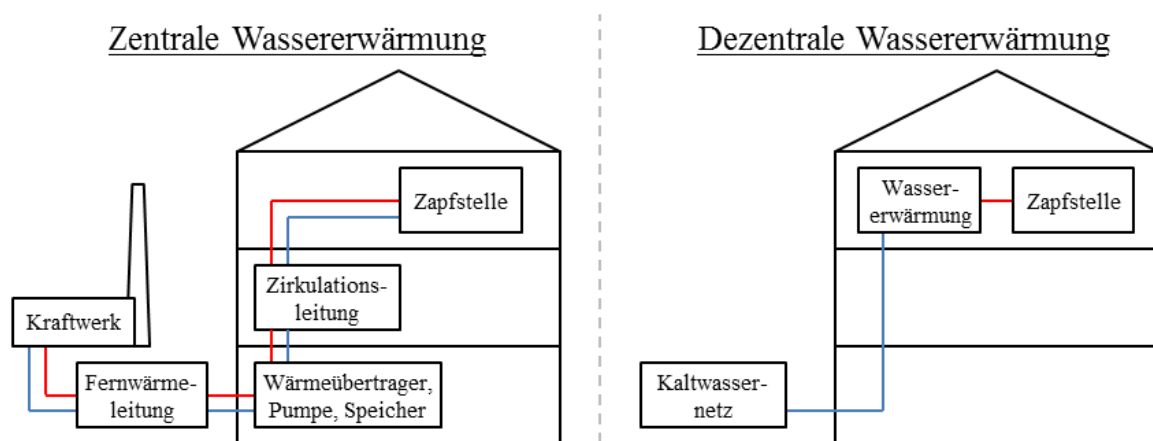 Zentrale Wassererwärmung
Zapfstelle
Zirkulations-
leitung
Kraftwerk
Fernwärme-
leitung
Wärmeübertrager,
Pumpe, Speicher
Dezentrale Wassererwärmung
Wasser-
erwärmung
Zapfstelle
Kaltwasser-
netz